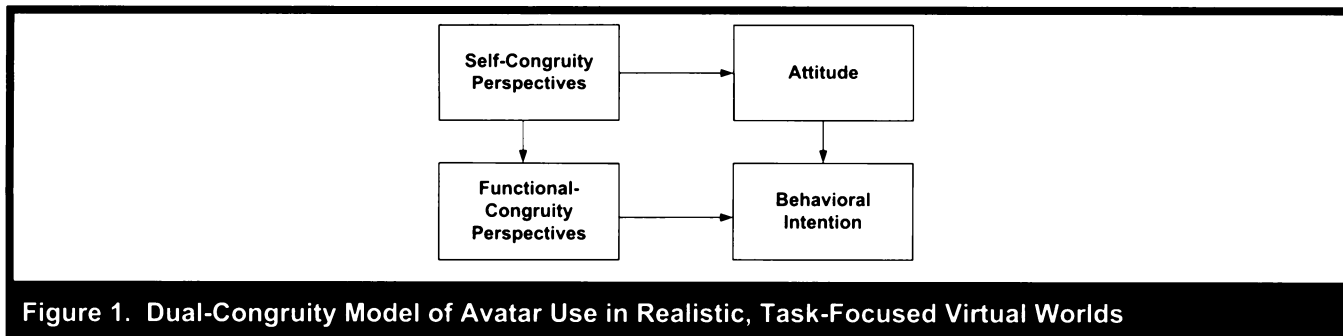 Self-Congruity
Perspectives
Attitude
Functional-
Congruity
Perspectives
Behavioral
Intention
Figure 1. Dual-Congruity Model of Avatar Use in Realistic, Task-Focused Virtual Worlds